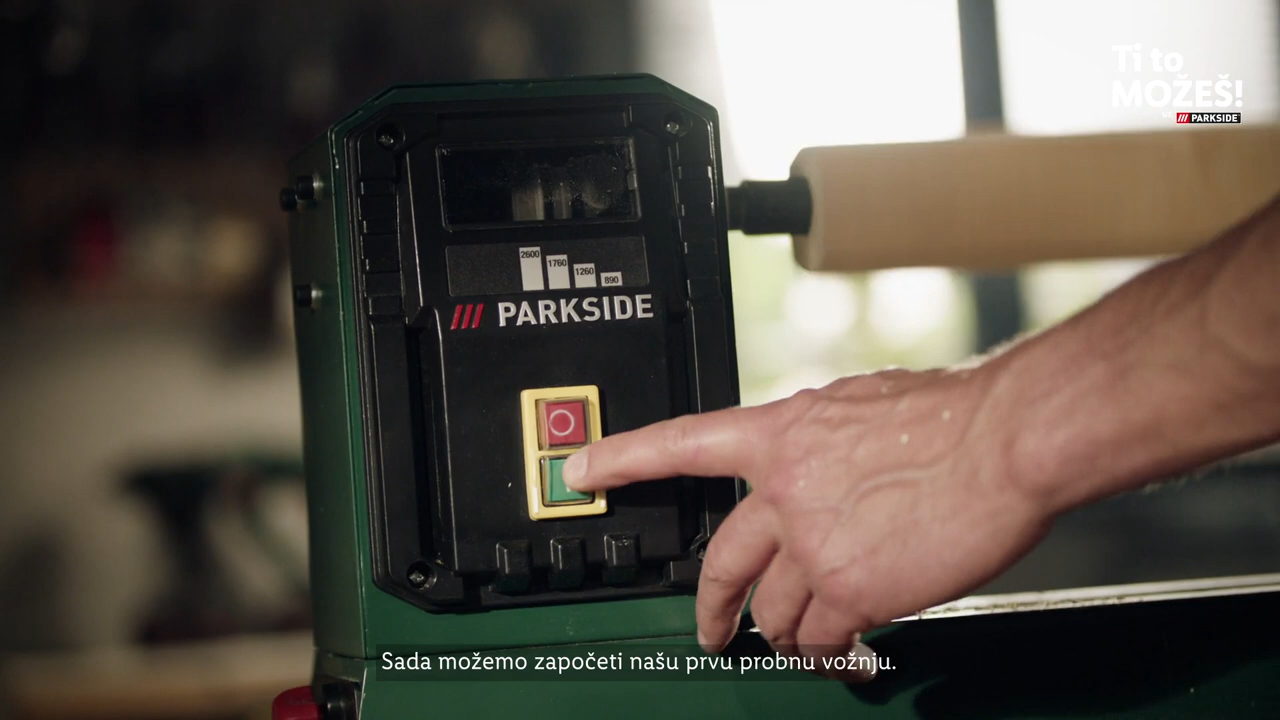 Ti to
MOŽEŠ!
PARKSIDE
2600 1760 1260 890
PARKSIDE
Sada možemo započeti našu prvu probnu vožnju.